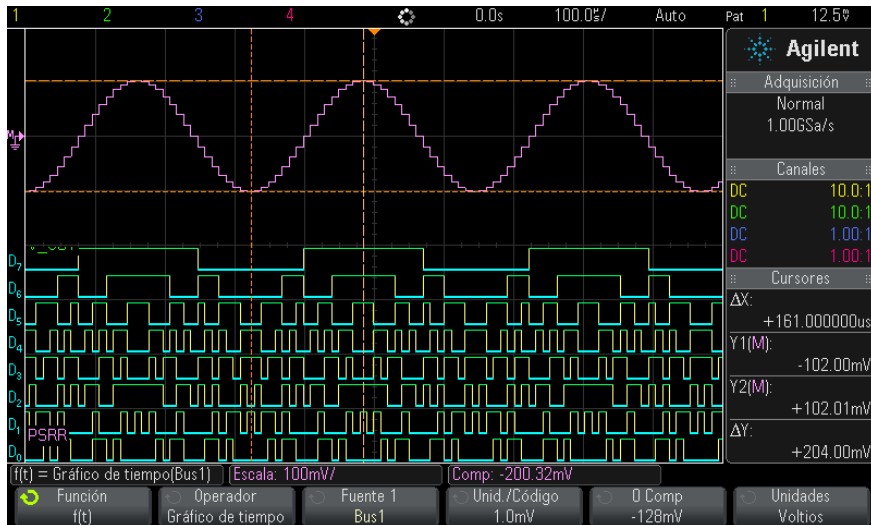 1 2 3 4 0.0s 100.0㎲/ Auto Pat 1 12.5V
Agilent
Adquisición
Normal
1.00GSa/s
Canales
DC 10.0:1
DC 10.0:1
DC 1.00:1
DC 1.00:1
Cursores
ΔX:
+161.000000us
Y1(M):
-102.00mV
Y2(M):
+102.01mV
ΔY:
+204.00mV
M
D7
D6
D5
D4
D3
D2
D1
PSRR
D0
f(t) = Gráfico de tiempo(Bus1) Escala: 100mV/ Comp: -200.32mV
Función Operador Fuente 1 Unid./Código 0 Comp Unidades
f(t) Gráfico de tiempo Bus1 1.0mV -128mV Voltios